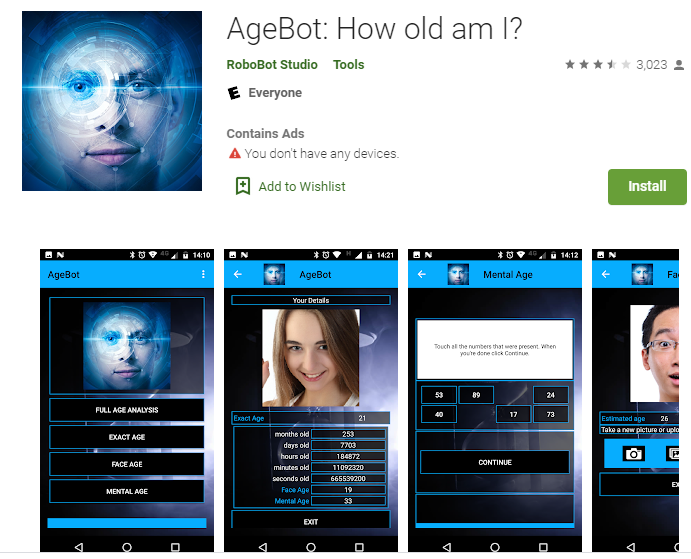 AgeBot: How old am I?
RoboBot Studio Tools
3,023
E Everyone
Contains Ads
You don't have any devices.
Add to Wishlist
Install
4G 14:10
AgeBot
FULL AGE ANALYSIS
EXACT AGE
FACE AGE
MENTAL AGE
H 14:21
AgeBot
Your Details
Exact Age 21
months old 253
days old 7703
hours old 184872
minutes old 11092320
seconds old 665539200
Face Age 19
Mental Age 33
EXIT
4G 14:12
Mental Age
Touch all the numbers that were present. When
you're done click Continue.
53 89 24
40 17 73
CONTINUE
Fa
Estimated age 26
Take a new picture or uplo
EX